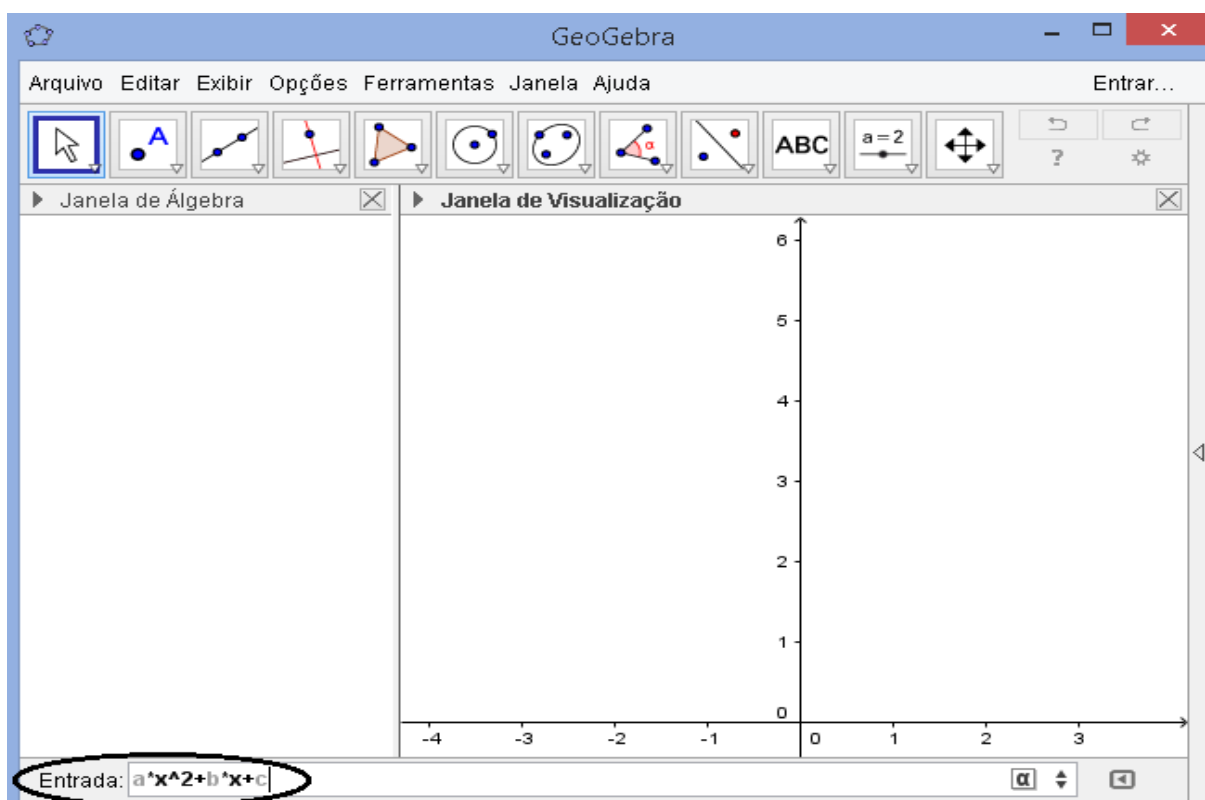 GeoGebra
Arquivo Editar Exibir Opções Ferramentas Janela Ajuda Entrar...
A α ABC a=2 ?
Janela de Álgebra Janela de Visualização
6
5
4
3
2
1
0
-4 -3 -2 -1 0 1 2 3
Entrada: a*x^2+b*x+c α